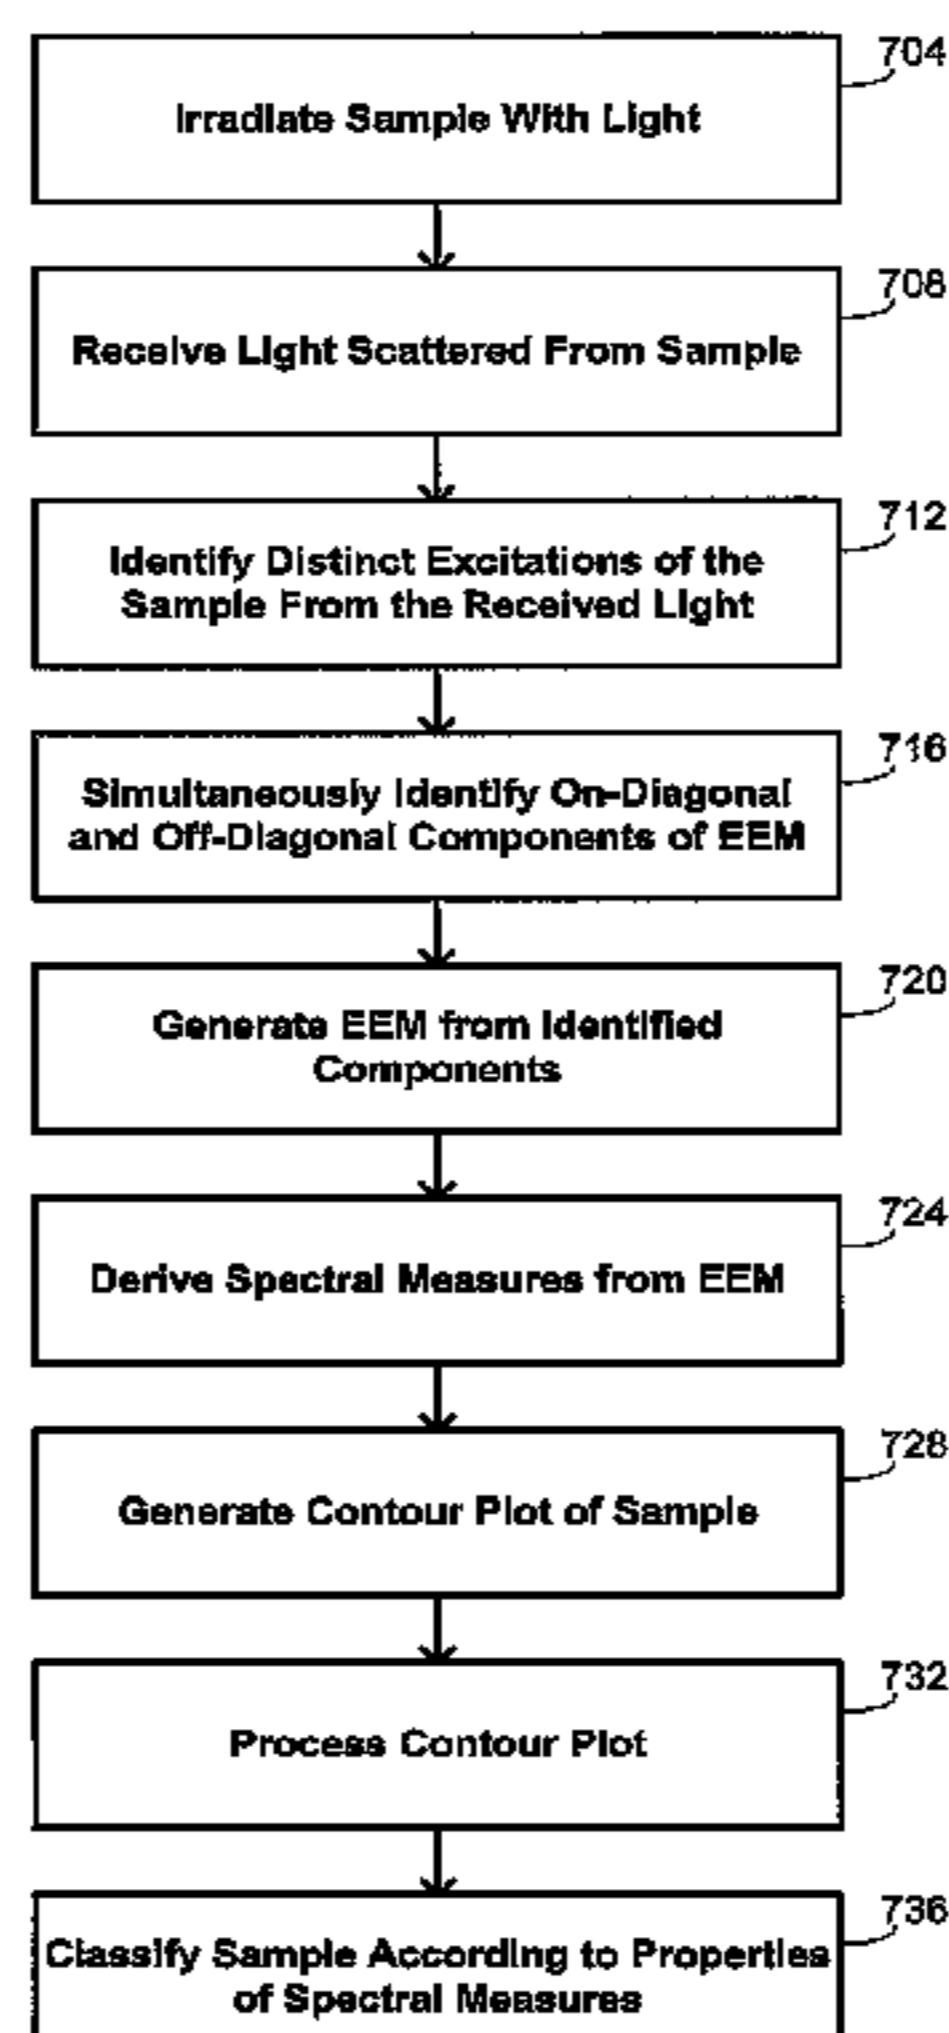 704
Irradiate Sample With Light
708
Receive Light Scattered From Sample
712
Identify Distinct Excitations of the
Sample From the Received Light
716
Simultaneously Identify On-Diagonal
and Off-Diagonal Components of EEM
720
Generate EEM from Identified
Components
724
Derive Spectral Measures from EEM
728
Generate Contour Plot of Sample
732
Process Contour Plot
736
Classify Sample According to Properties
of Spectral Measures